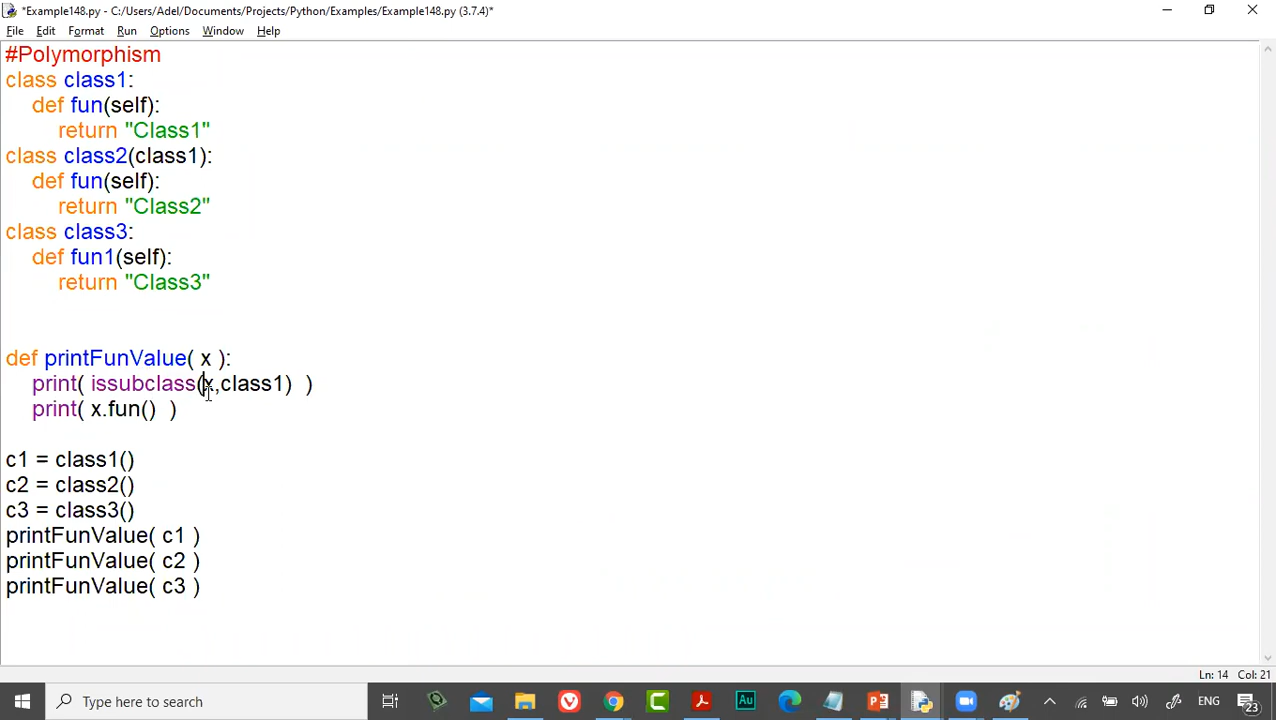 *Example148.py - C:/Users/Adel/Documents/Projects/Python/Examples/Example148.py (3.7.4)*
File Edit Format Run Options Window Help
#Polymorphism
class class1:
    def fun(self):
        return "Class1"
class class2(class1):
    def fun(self):
        return "Class2"
class class3:
    def fun1(self):
        return "Class3"
def printFunValue( x ):
    print( issubclass(x,class1)  )
    print( x.fun()  )
c1 = class1()
c2 = class2()
c3 = class3()
printFunValue( c1 )
printFunValue( c2 )
printFunValue( c3 )
Ln: 14 Col: 21
Type here to search
Au
C
ENG
23